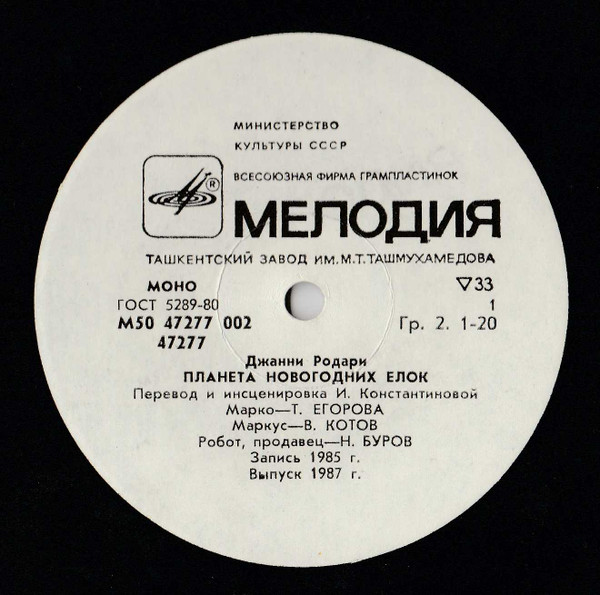 МИНИСТЕРСТВО
КУЛЬТУРЫ СССР
ВСЕСОЮЗНАЯ ФИРМА ГРАМПЛАСТИНОК
®
МЕЛОДИЯ
ТАШКЕНТСКИЙ ЗАВОД ИМ. М.Т.ТАШМУХАМЕДОВА
МОНО ▽33
ГОСТ 5289-80 1
М50 47277 002 Гр. 2. 1-20
47277
Джанни Родари
ПЛАНЕТА НОВОГОДНИХ ЕЛОК
Перевод и инсценировка И. Константиновой
Марко—Т. ЕГОРОВА
Маркус—В. КОТОВ
Робот, продавец—Н. БУРОВ
Запись 1985 г.
Выпуск 1987 г.